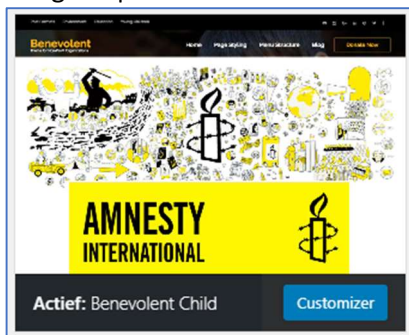 Benevolent
Home Page Styling Menu Structure Blog Donate Now
AMNESTY
INTERNATIONAL
Actief: Benevolent Child Customizer